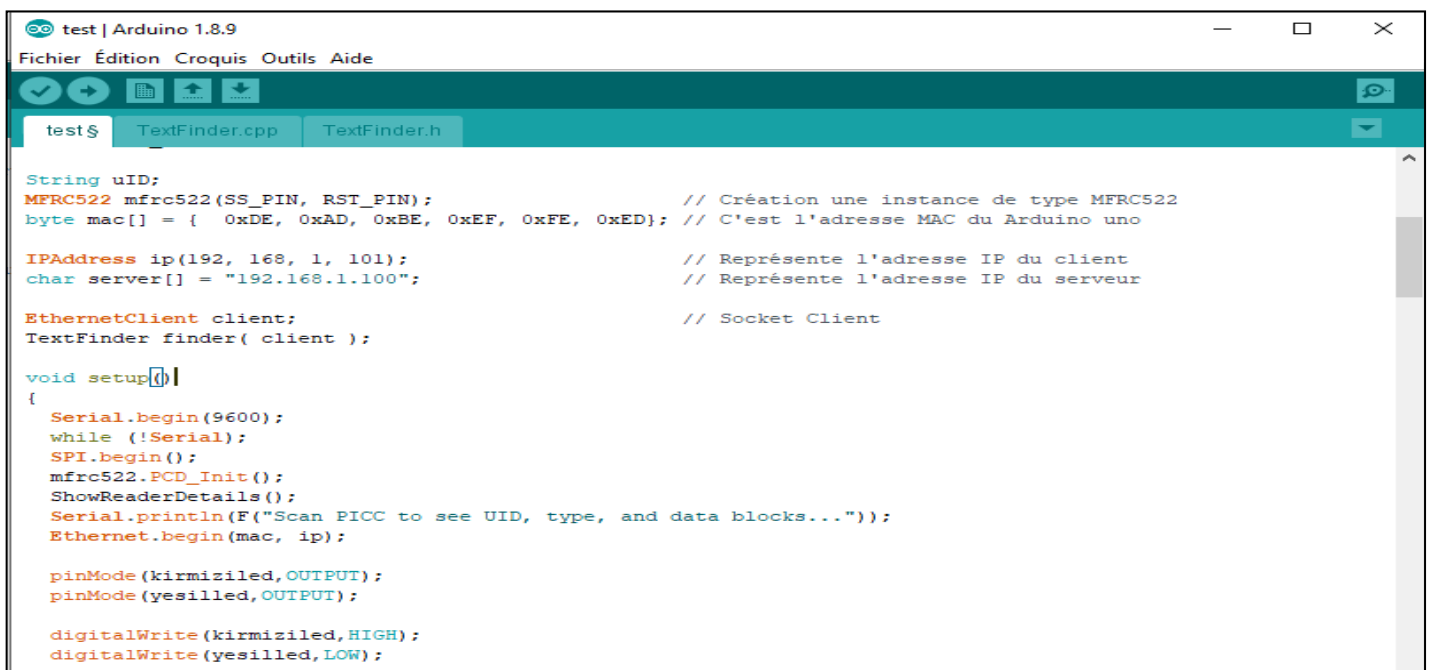 test | Arduino 1.8.9
Fichier Édition Croquis Outils Aide
test § TextFinder.cpp TextFinder.h
String uID;
MFRC522 mfrc522(SS_PIN, RST_PIN); // Création une instance de type MFRC522
byte mac[] = { 0xDE, 0xAD, 0xBE, 0xEF, 0xFE, 0xED}; // C'est l'adresse MAC du Arduino uno
IPAddress ip(192, 168, 1, 101); // Représente l'adresse IP du client
char server[] = "192.168.1.100"; // Représente l'adresse IP du serveur
EthernetClient client; // Socket Client
TextFinder finder( client );
void setup()
{
Serial.begin(9600);
while (!Serial);
SPI.begin();
mfrc522.PCD_Init();
ShowReaderDetails();
Serial.println(F("Scan PICC to see UID, type, and data blocks..."));
Ethernet.begin(mac, ip);
pinMode(kirmiziled,OUTPUT);
pinMode(yesilled,OUTPUT);
digitalWrite(kirmiziled,HIGH);
digitalWrite(yesilled,LOW);